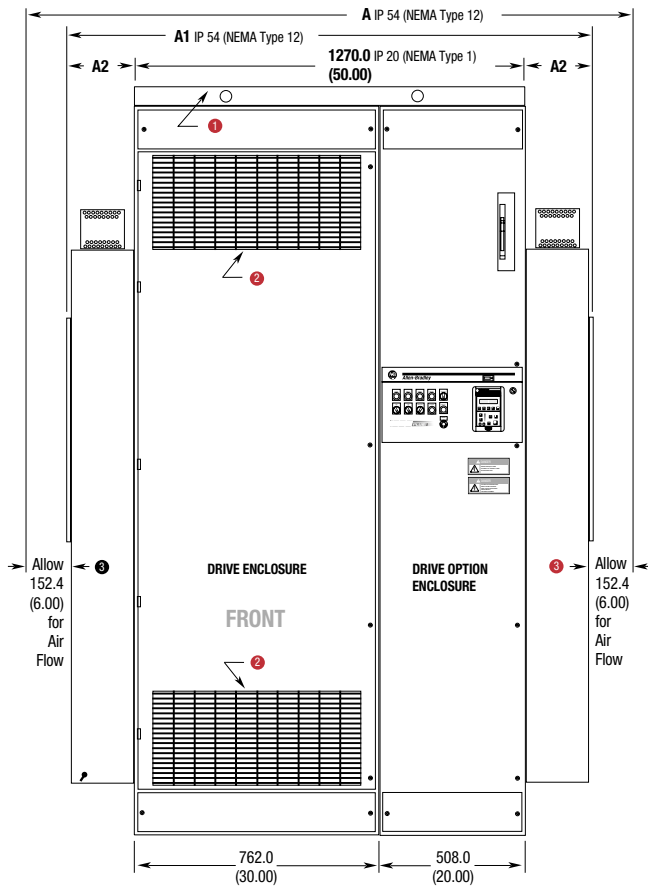 A IP 54 (NEMA Type 12)
A1 IP 54 (NEMA Type 12)
A2
1270.0 IP 20 (NEMA Type 1)
(50.00)
A2
1
2
Allen-Bradley
Allow
152.4
(6.00)
for
Air
Flow
3
DRIVE ENCLOSURE
FRONT
DRIVE OPTION
ENCLOSURE
3
Allow
152.4
(6.00)
for
Air
Flow
2
762.0
(30.00)
508.0
(20.00)